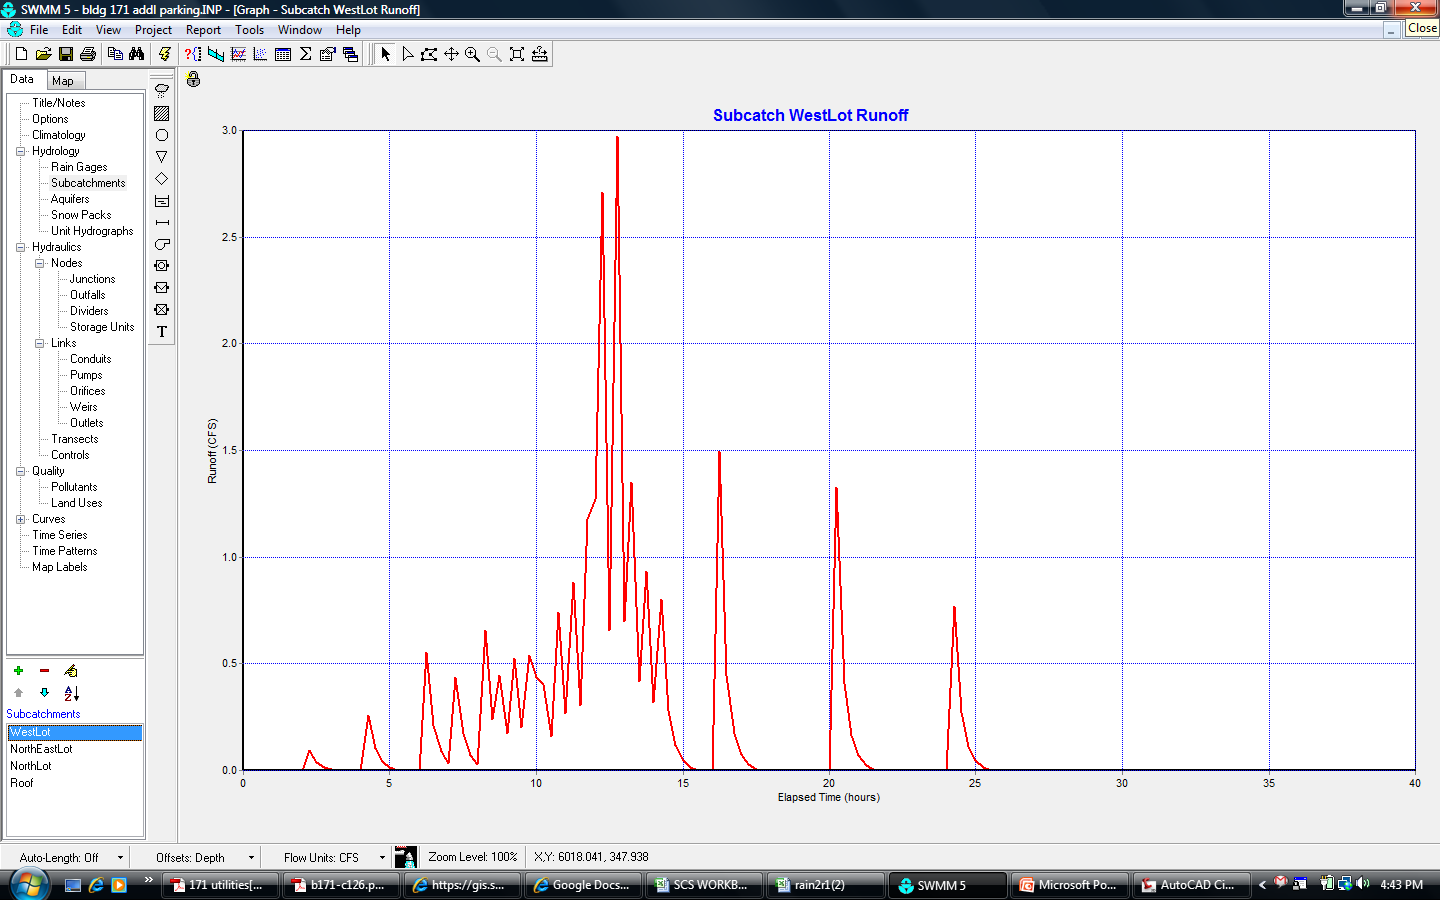 SWMM 5 - bldg 171 addl parking.INP - [Graph - Subcatch WestLot Runoff]
File Edit View Project Report Tools Window Help
Close
Data Map
Title/Notes
Options
Climatology
Hydrology
Rain Gages
Subcatchments
Aquifers
Snow Packs
Unit Hydrographs
Hydraulics
Nodes
Junctions
Outfalls
Dividers
Storage Units
Links
Conduits
Pumps
Orifices
Weirs
Outlets
Transects
Controls
Quality
Pollutants
Land Uses
Curves
Time Series
Time Patterns
Map Labels
T
Subcatchments
WestLot
NorthEastLot
NorthLot
Roof
Subcatch WestLot Runoff
3.0
2.5
2.0
1.5
1.0
0.5
0.0
Runoff (CFS)
0 5 10 15 20 25 30 35 40
Elapsed Time (hours)
Auto-Length: Off Offsets: Depth Flow Units: CFS Zoom Level: 100% X,Y: 6018.041, 347.938
171 utilities[... b171-c126.p... https://gis.s... Google Docs... SCS WORKB... rain2r1(2) SWMM 5 Microsoft Po... AutoCAD Ci... 4:43 PM